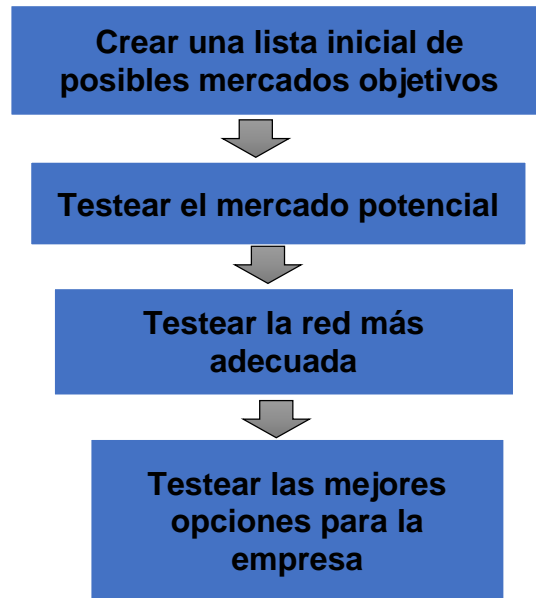 Crear una lista inicial de
posibles mercados objetivos
Testear el mercado potencial
Testear la red más
adecuada
Testear las mejores
opciones para la
empresa